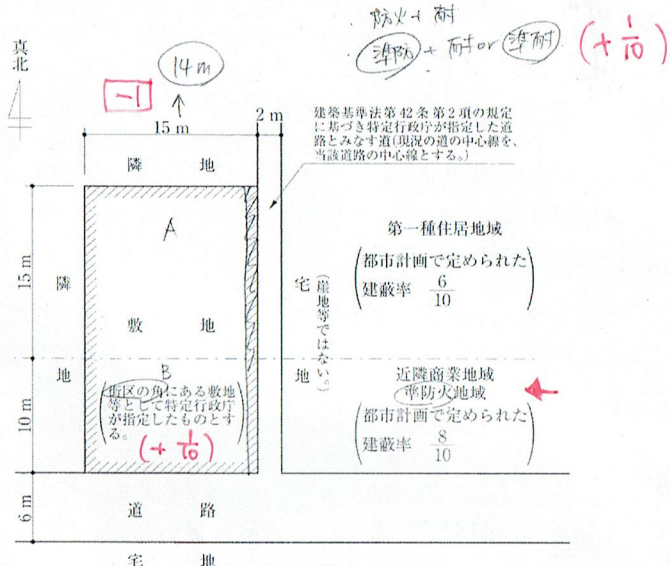 ・防火+耐
・準防+耐or準耐 (+1/10)
真北
14m
-1
15 m
2 m
建築基準法第42条第2項の規定
に基づき特定行政庁が指定した道
路とみなす道(現況の道の中心線を、
当該道路の中心線とする。)
隣 地
A
第一種住居地域
(都市計画で定められた
建蔽率 6/10)
15 m
隣 地
敷 地
宅 地
(崖地等ではない。)
B
近隣商業地域
準防火地域
(都市計画で定められた
建蔽率 8/10)
10 m
(街区の角にある敷地
等として特定行政庁
が指定したものとす
る。)
(+1/10)
6 m
道 路
宅 地